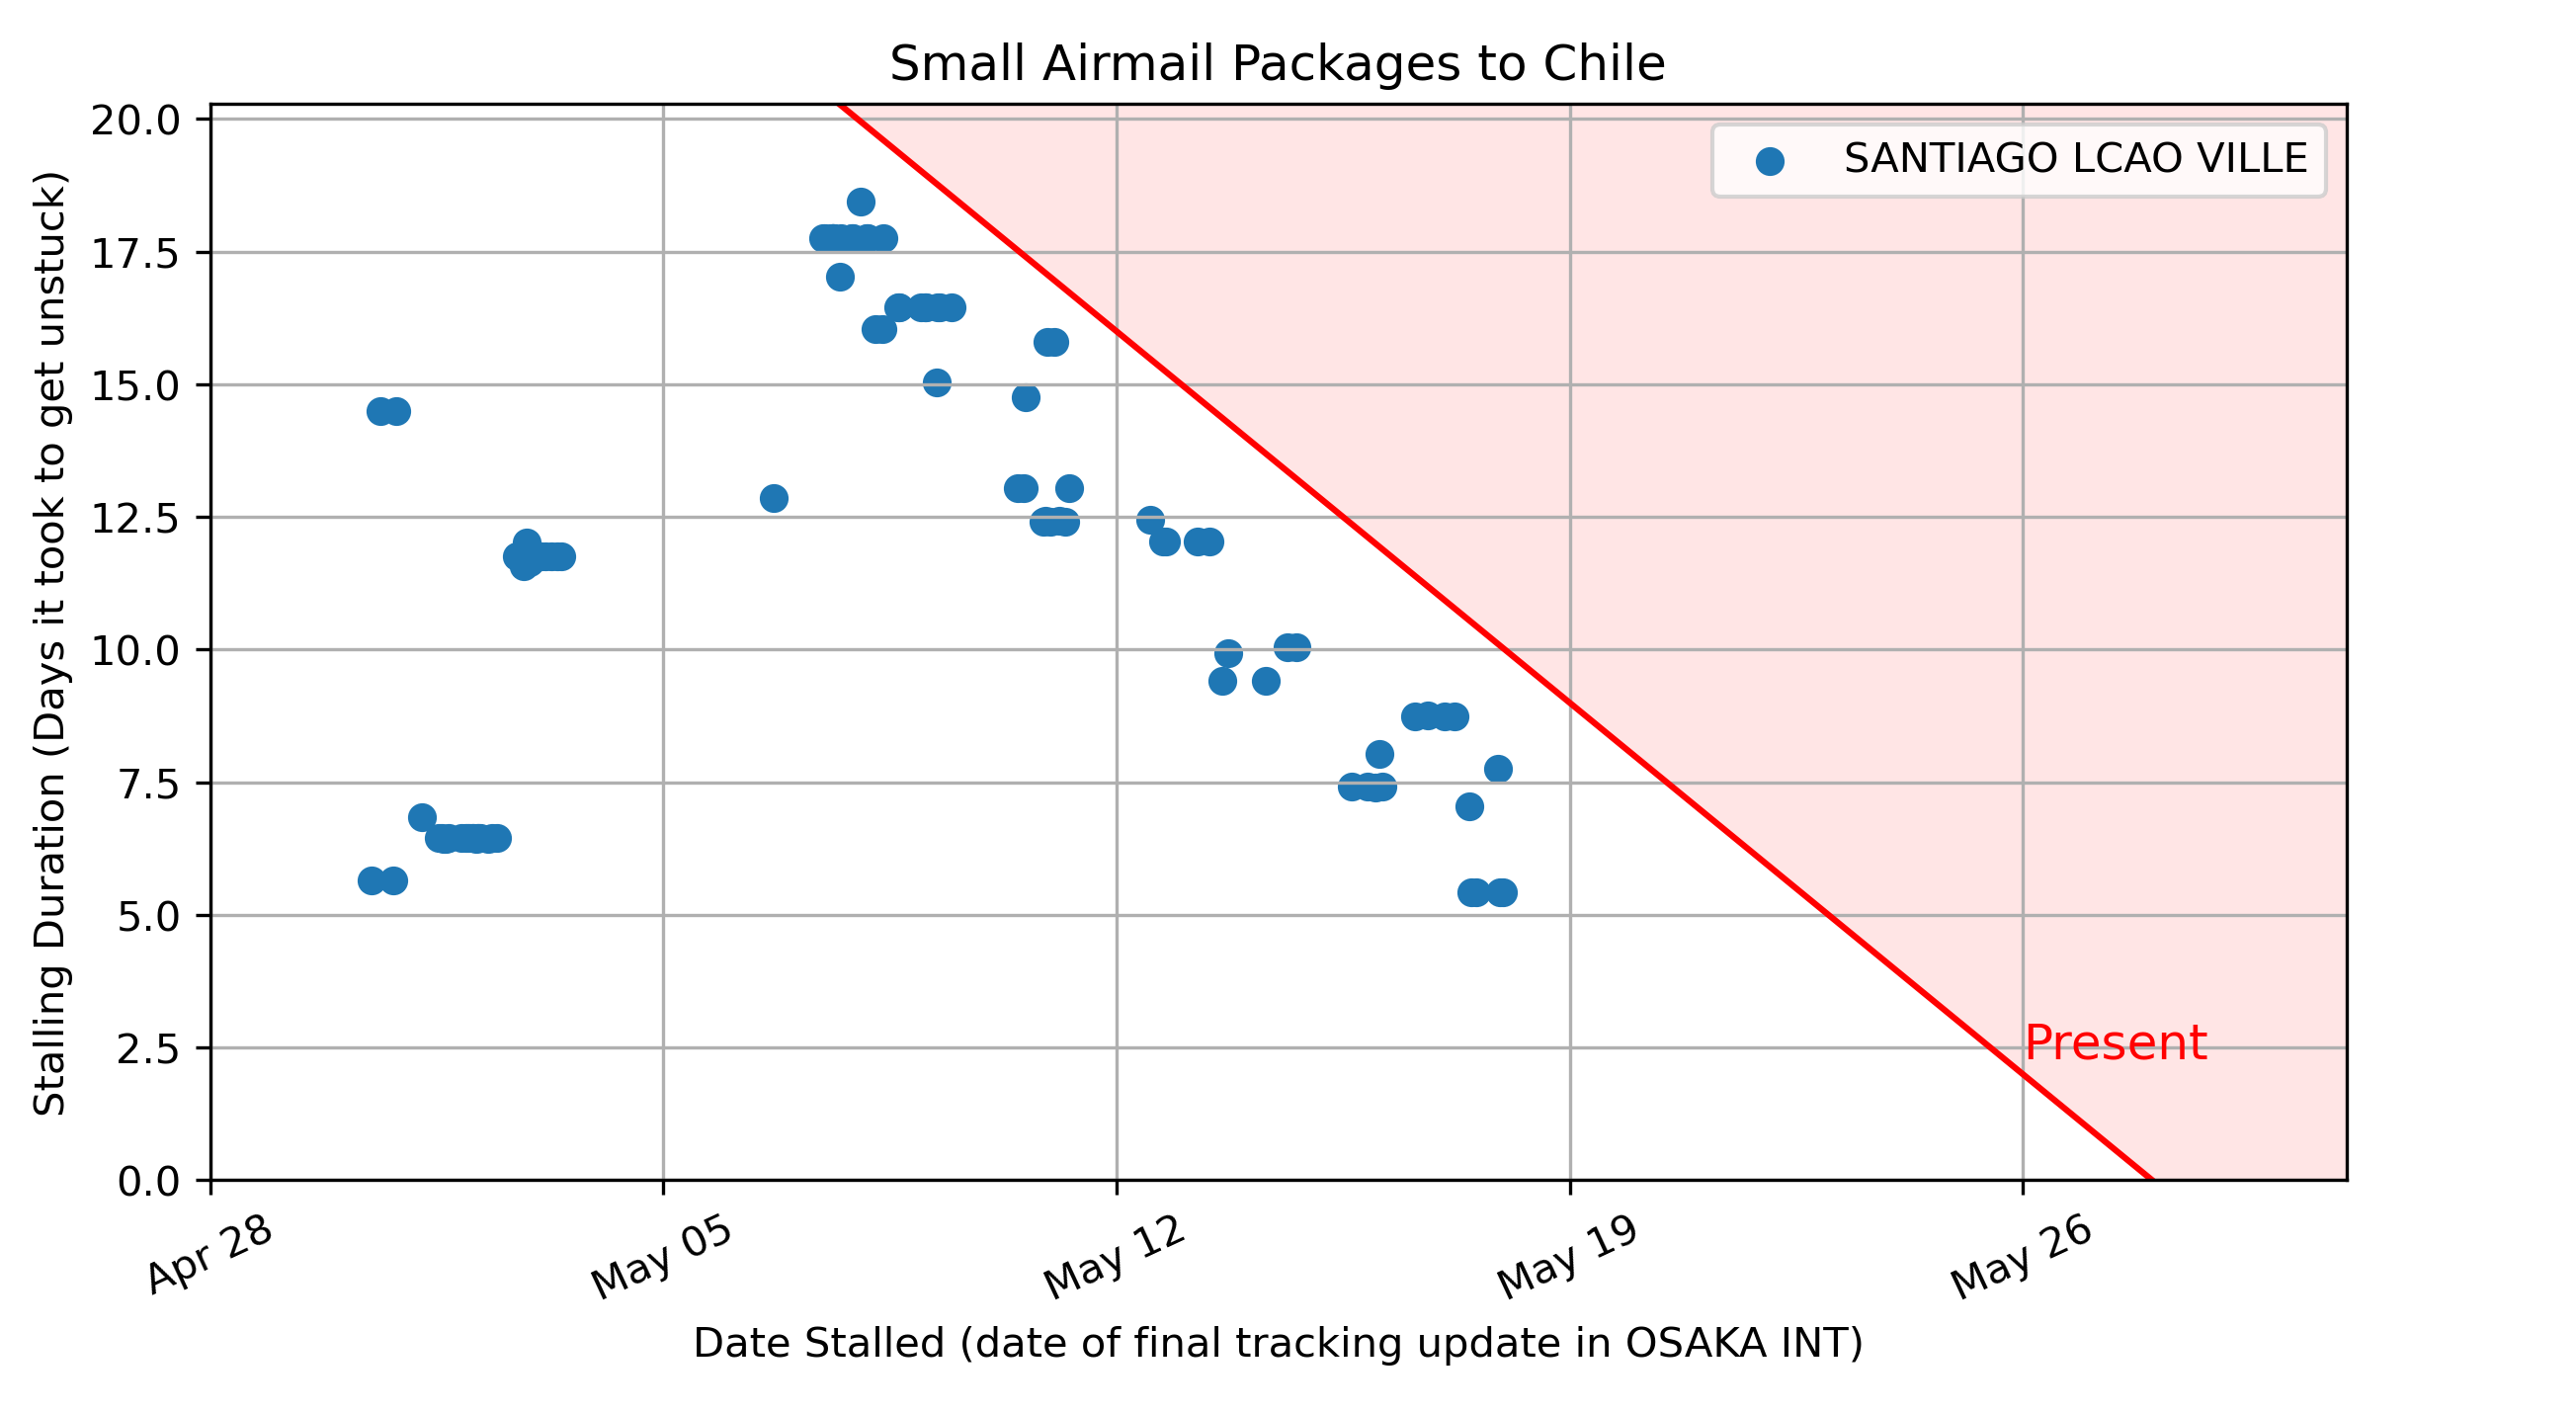 Small Airmail Packages to Chile
SANTIAGO LCAO VILLE
Stalling Duration (Days it took to get unstuck)
20.0
17.5
15.0
12.5
10.0
7.5
5.0
2.5
0.0
Present
Apr 28
May 05
May 12
May 19
May 26
Date Stalled (date of final tracking update in OSAKA INT)